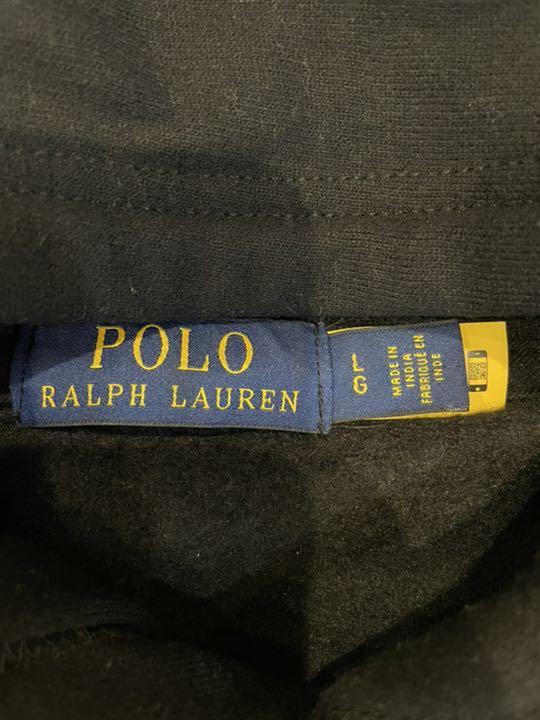 POLO
RALPH LAUREN
L
G
MADE IN
INDIA
FABRIQUÉ EN
INDE